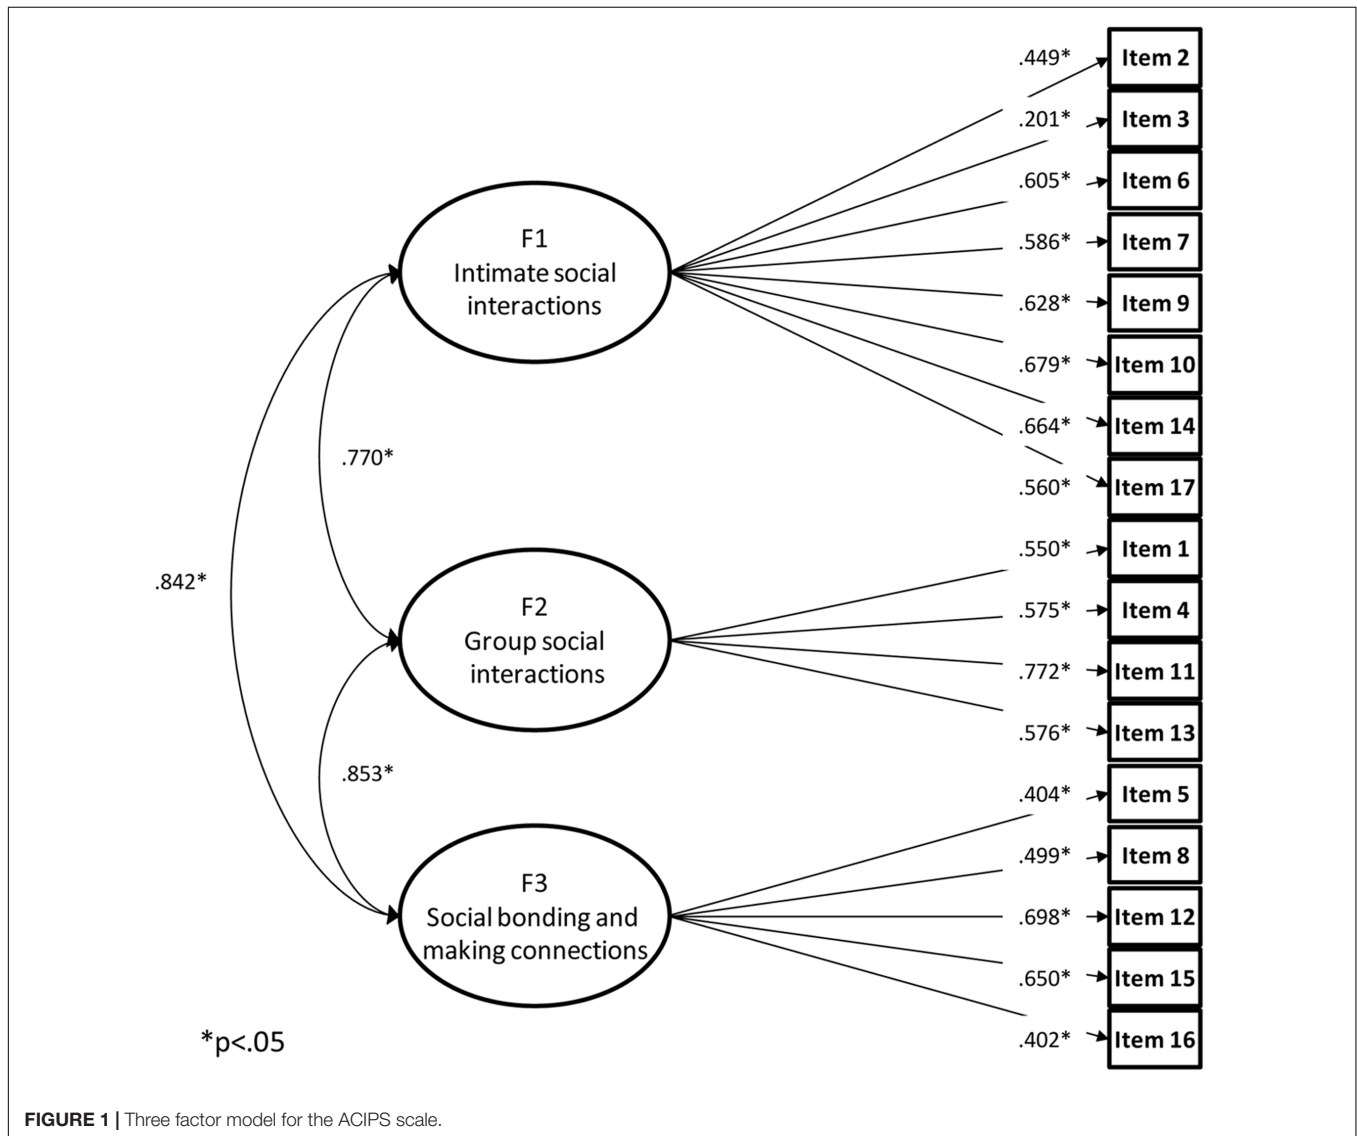 .449* Item 2
.201* Item 3
.605* Item 6
F1
Intimate social
interactions
.586* Item 7
.628* Item 9
.679* Item 10
.664* Item 14
.770*
.560* Item 17
.550* Item 1
.842*
F2
Group social
interactions
.575* Item 4
.772* Item 11
.576* Item 13
.853*
.404* Item 5
.499* Item 8
F3
Social bonding and
making connections
.698* Item 12
.650* Item 15
.402* Item 16
*p<.05
FIGURE 1 | Three factor model for the ACIPS scale.